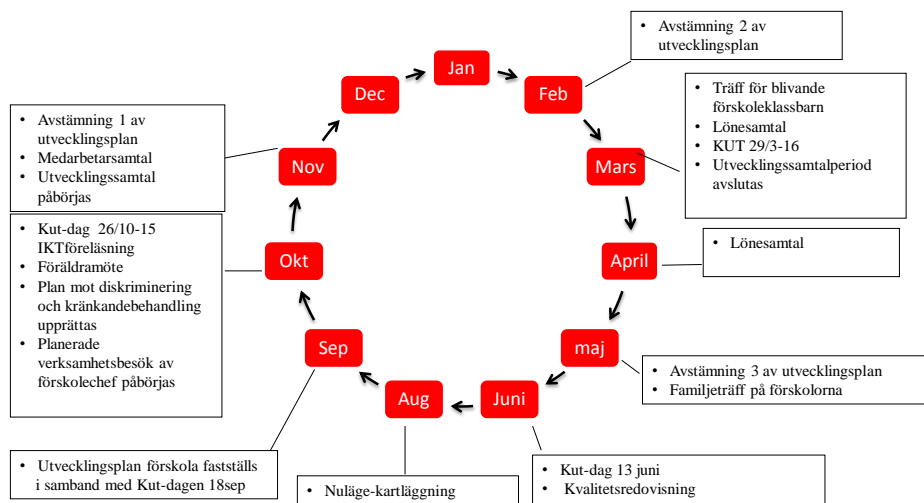 Jan
Feb
Mars
April
maj
Juni
Aug
Sep
Okt
Nov
Dec
• Avstämning 2 av
utvecklingsplan
• Träff för blivande
förskoleklassbarn
• Lönesamtal
• KUT 29/3-16
• Utvecklingssamtalperiod
avslutas
• Lönesamtal
• Avstämning 3 av utvecklingsplan
• Familjeträff på förskolorna
• Kut-dag 13 juni
• Kvalitetsredovisning
• Nuläge-kartläggning
• Utvecklingsplan förskola fastställs
i samband med Kut-dagen 18sep
• Kut-dag 26/10-15
IKTföreläsning
• Föräldramöte
• Plan mot diskriminering
och kränkandebehandling
upprättas
• Planerade
verksamhetsbesök av
förskolechef påbörjas
• Avstämning 1 av
utvecklingsplan
• Medarbetarsamtal
• Utvecklingssamtal
påbörjas